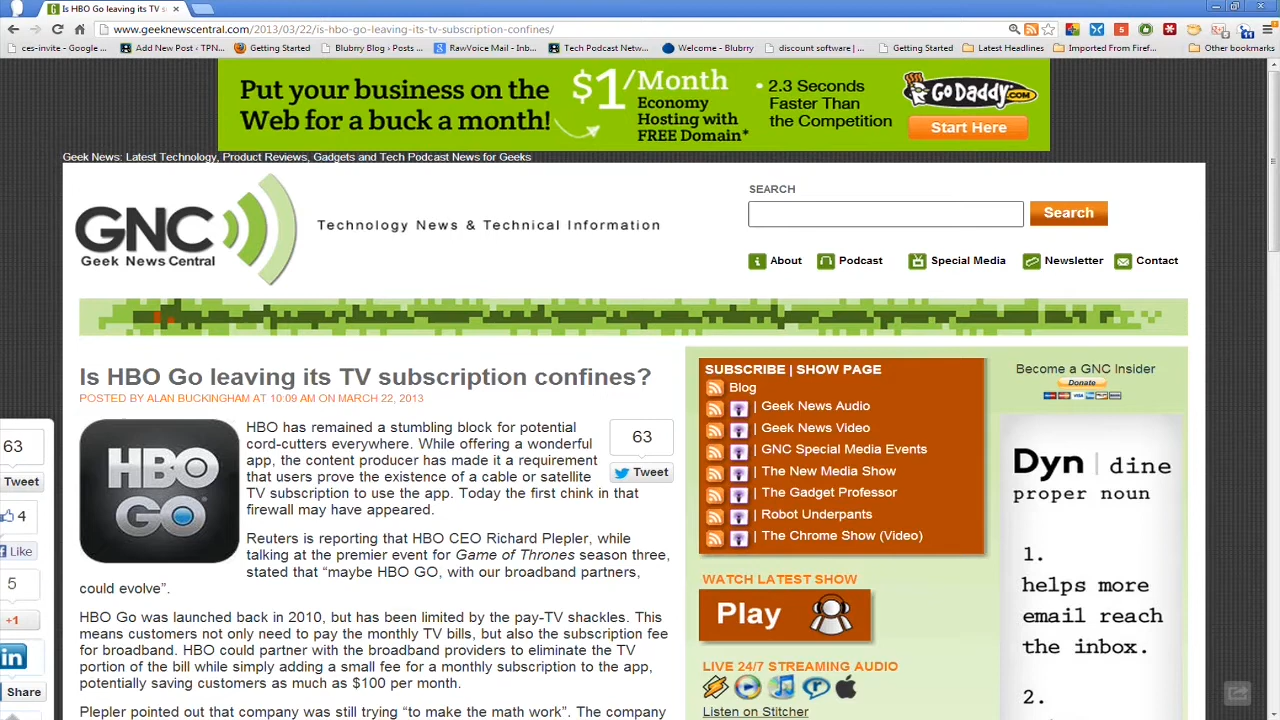 Is HBO Go leaving its TV s
www.geeknewscentral.com/2013/03/22/is-hbo-go-leaving-its-tv-subscription-confines/
ces-invite - Google ...
Add New Post ‹ TPN...
Getting Started
Blubrry Blog › Posts ...
RawVoice Mail - Inb...
Tech Podcast Netw...
Welcome - Blubrry
discount software | ...
Getting Started
Latest Headlines
Imported From Firef...
Other bookmarks
Put your business on the
Web for a buck a month!
$1/Month
Economy
Hosting with
FREE Domain*
• 2.3 Seconds
Faster Than
the Competition
GoDaddy.COM
Start Here
Geek News: Latest Technology, Product Reviews, Gadgets and Tech Podcast News for Geeks
GNC
Geek News Central
Technology News & Technical Information
SEARCH
Search
About
Podcast
Special Media
Newsletter
Contact
Is HBO Go leaving its TV subscription confines?
POSTED BY ALAN BUCKINGHAM AT 10:09 AM ON MARCH 22, 2013
HBO
GO
HBO has remained a stumbling block for potential
cord-cutters everywhere. While offering a wonderful
app, the content producer has made it a requirement
that users prove the existence of a cable or satellite
TV subscription to use the app. Today the first chink in that
firewall may have appeared.
63
Tweet
Reuters is reporting that HBO CEO Richard Plepler, while
talking at the premier event for Game of Thrones season three,
stated that “maybe HBO GO, with our broadband partners,
could evolve”.
HBO Go was launched back in 2010, but has been limited by the pay-TV shackles. This
means customers not only need to pay the monthly TV bills, but also the subscription fee
for broadband. HBO could partner with the broadband providers to eliminate the TV
portion of the bill while simply adding a small fee for a monthly subscription to the app,
potentially saving customers as much as $100 per month.
Plepler pointed out that company was still trying “to make the math work”. The company
63
Tweet
4
Like
5
+1
in
Share
SUBSCRIBE | SHOW PAGE
Blog
| Geek News Audio
| Geek News Video
| GNC Special Media Events
| The New Media Show
| The Gadget Professor
| Robot Underpants
| The Chrome Show (Video)
WATCH LATEST SHOW
Play
LIVE 24/7 STREAMING AUDIO
Listen on Stitcher
Become a GNC Insider
Donate
Dyn | dine
proper noun
1.
helps more
email reach
the inbox.
2.